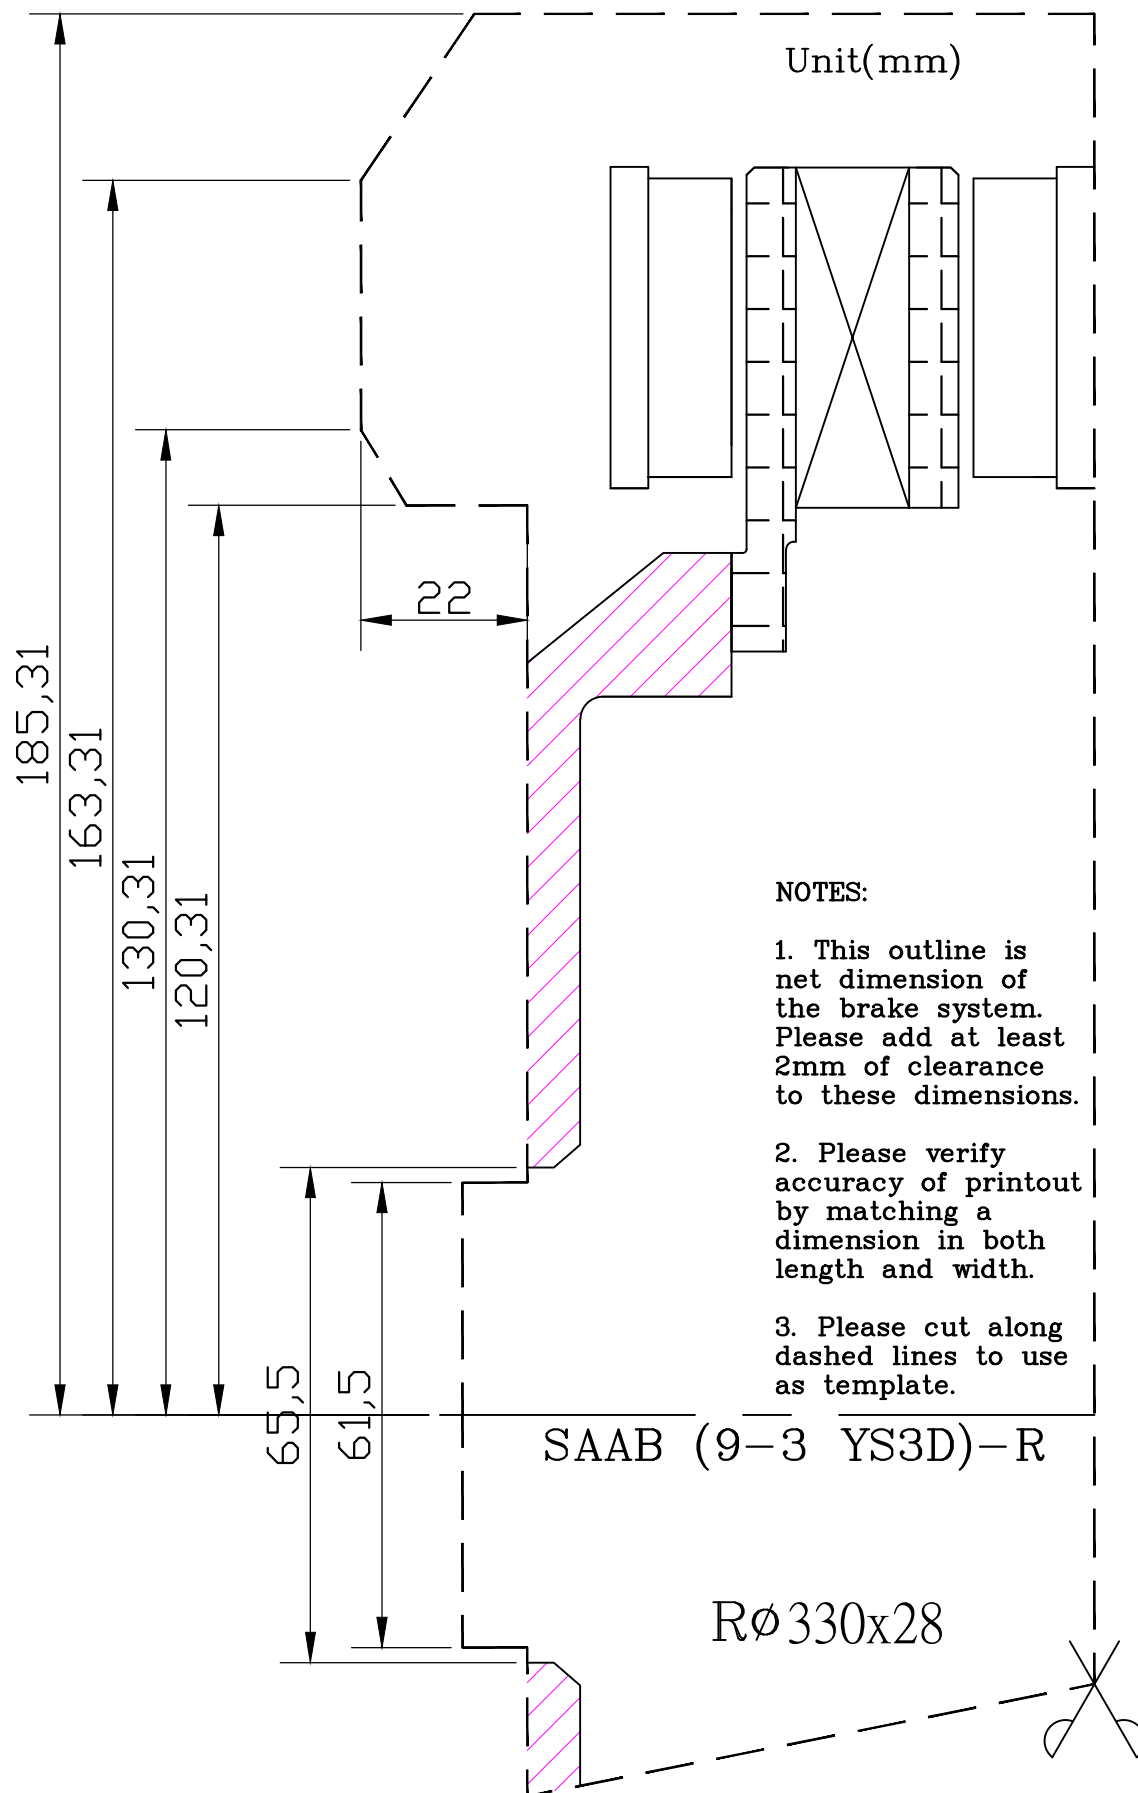 Unit(mm)
22
185,31
163,31
130,31
120,31
NOTES:
1. This outline is
net dimension of
the brake system.
Please add at least
2mm of clearance
to these dimensions.
2. Please verify
accuracy of printout
by matching a
dimension in both
length and width.
3. Please cut along
dashed lines to use
as template.
65,5
61,5
SAAB (9-3 YS3D)-R
Rø330x28